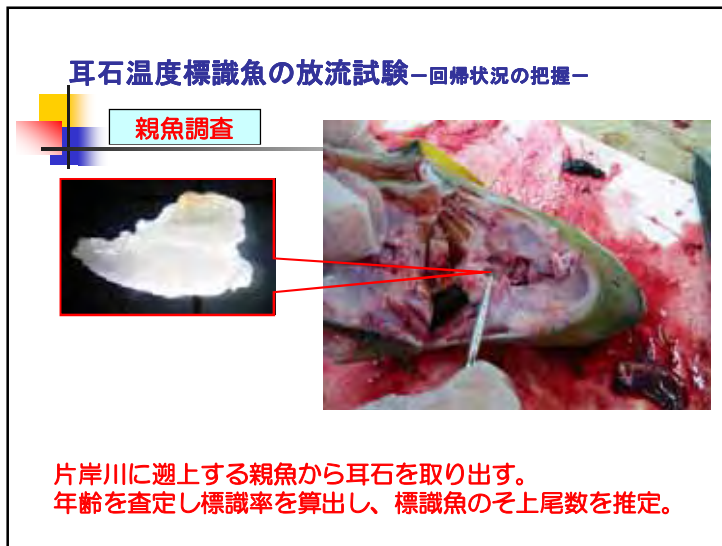 耳石温度標識魚の放流試験－回帰状況の把握－
親魚調査
片岸川に遡上する親魚から耳石を取り出す。
年齢を査定し標識率を算出し、標識魚のそ上尾数を推定。